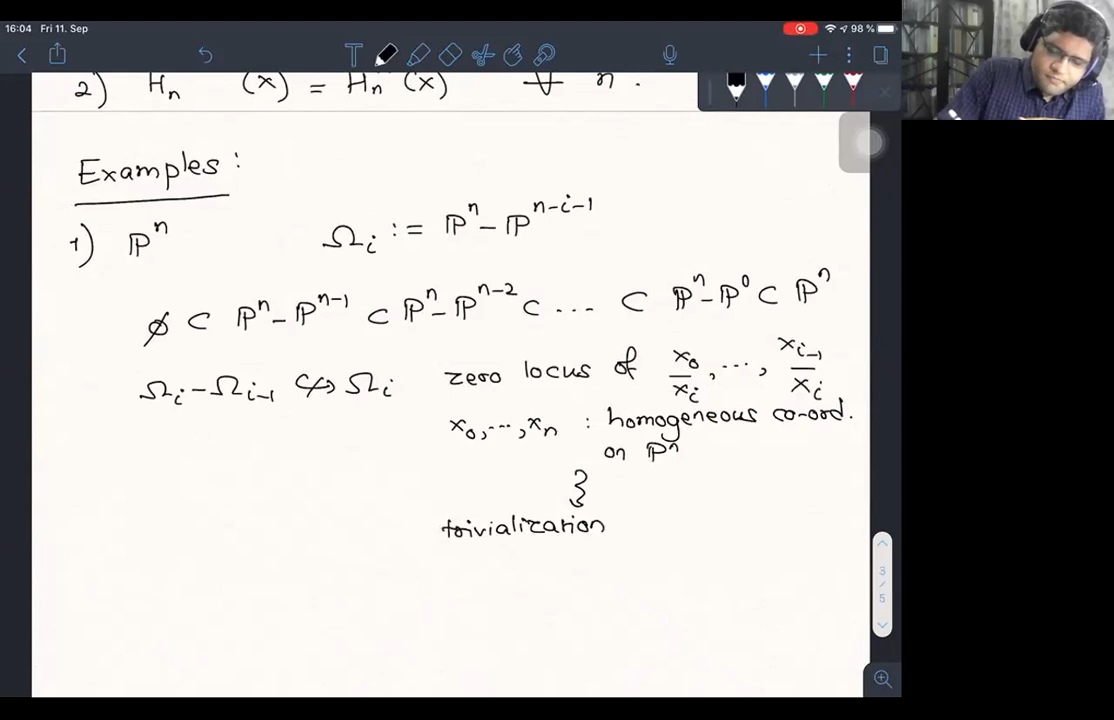 16:04 Fri 11. Sep 98 %
2) Hₙ (x) = Hₙ (x) ∀ n.
Examples:
1) ℙⁿ Ωᵢ := ℙⁿ - ℙⁿ⁻ⁱ⁻¹
∅ ⊂ ℙⁿ - ℙⁿ⁻¹ ⊂ ℙⁿ - ℙⁿ⁻² ⊂ ... ⊂ ℙⁿ - ℙ⁰ ⊂ ℙⁿ
Ωᵢ - Ωᵢ₋₁ ↪ Ωᵢ zero locus of x₀/xᵢ, ..., xᵢ₋₁/xᵢ
x₀, ..., xₙ : homogeneous co-ord.
on ℙⁿ
trivialization
3 / 5